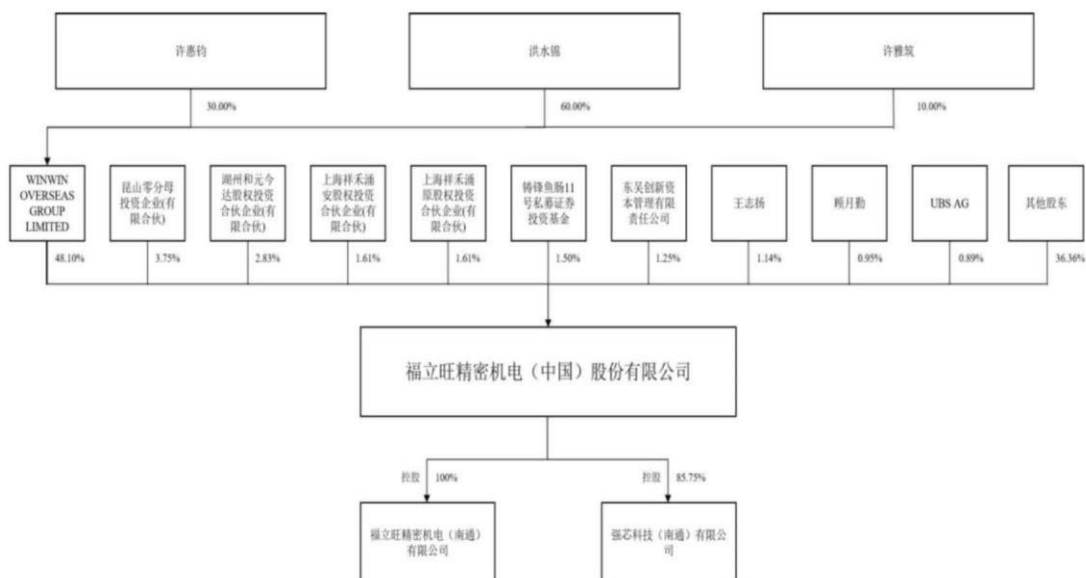 许惠钧
洪水锦
许雅筑
30.00%
60.00%
10.00%
WINWIN
OVERSEAS
GROUP
LIMITED
昆山零分母
投资企业(有
限合伙)
湖州和元今
达股权投资
合伙企业(有
限合伙)
上海祥禾涌
安股权投资
合伙企业(有
限合伙)
上海祥禾涌
原股权投资
合伙企业(有
限合伙)
铸锋鱼肠11
号私募证券
投资基金
东吴创新资
本管理有限
责任公司
王志扬
顾月勤
UBS AG
其他股东
48.10%
3.75%
2.83%
1.61%
1.61%
1.50%
1.25%
1.14%
0.95%
0.89%
36.36%
福立旺精密机电（中国）股份有限公司
控股
100%
控股
85.75%
福立旺精密机电（南通）
有限公司
强芯科技（南通）有限公
司